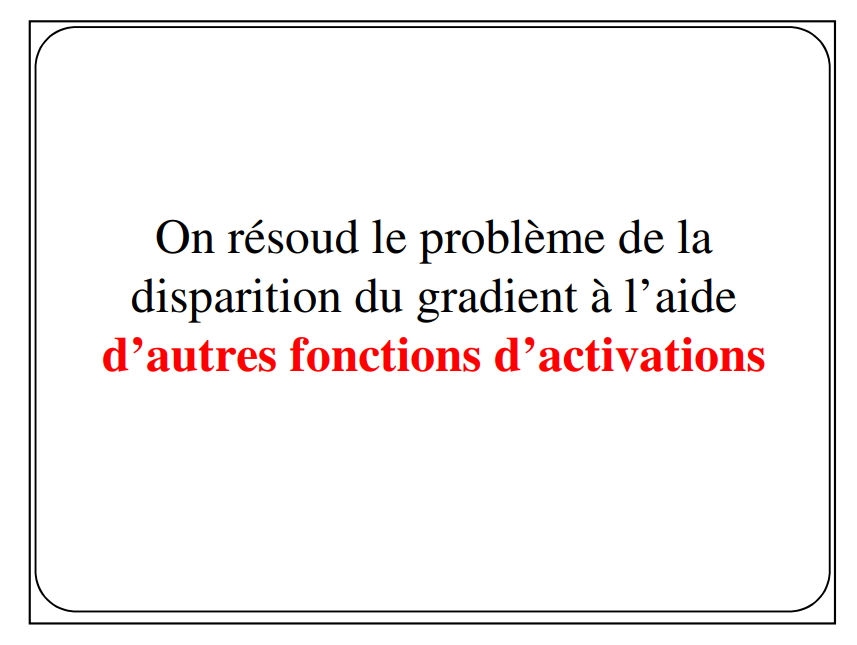 On résoud le problème de la
disparition du gradient à l’aide
d’autres fonctions d’activations